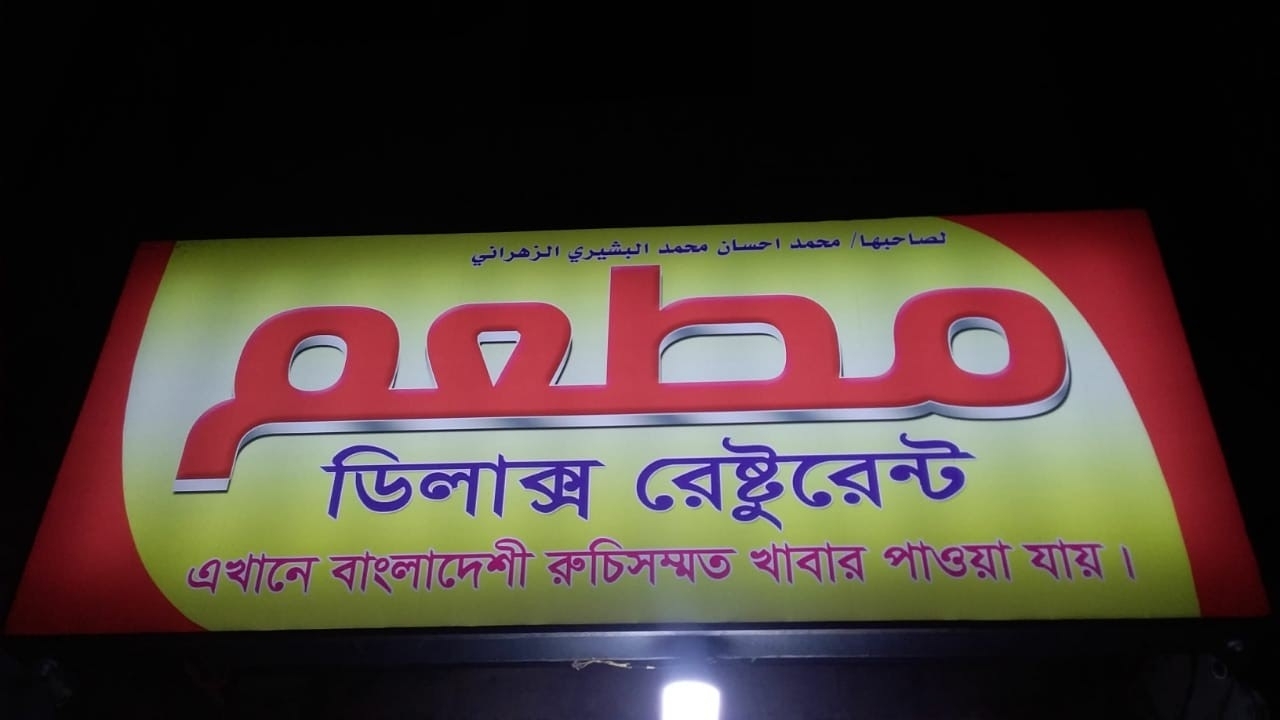 لصاحبها/ محمد احسان محمد البشيري الزهراني
مطعم
ডিলাক্স রেষ্টুরেন্ট
এখানে বাংলাদেশী রুচিসম্মত খাবার পাওয়া যায়।